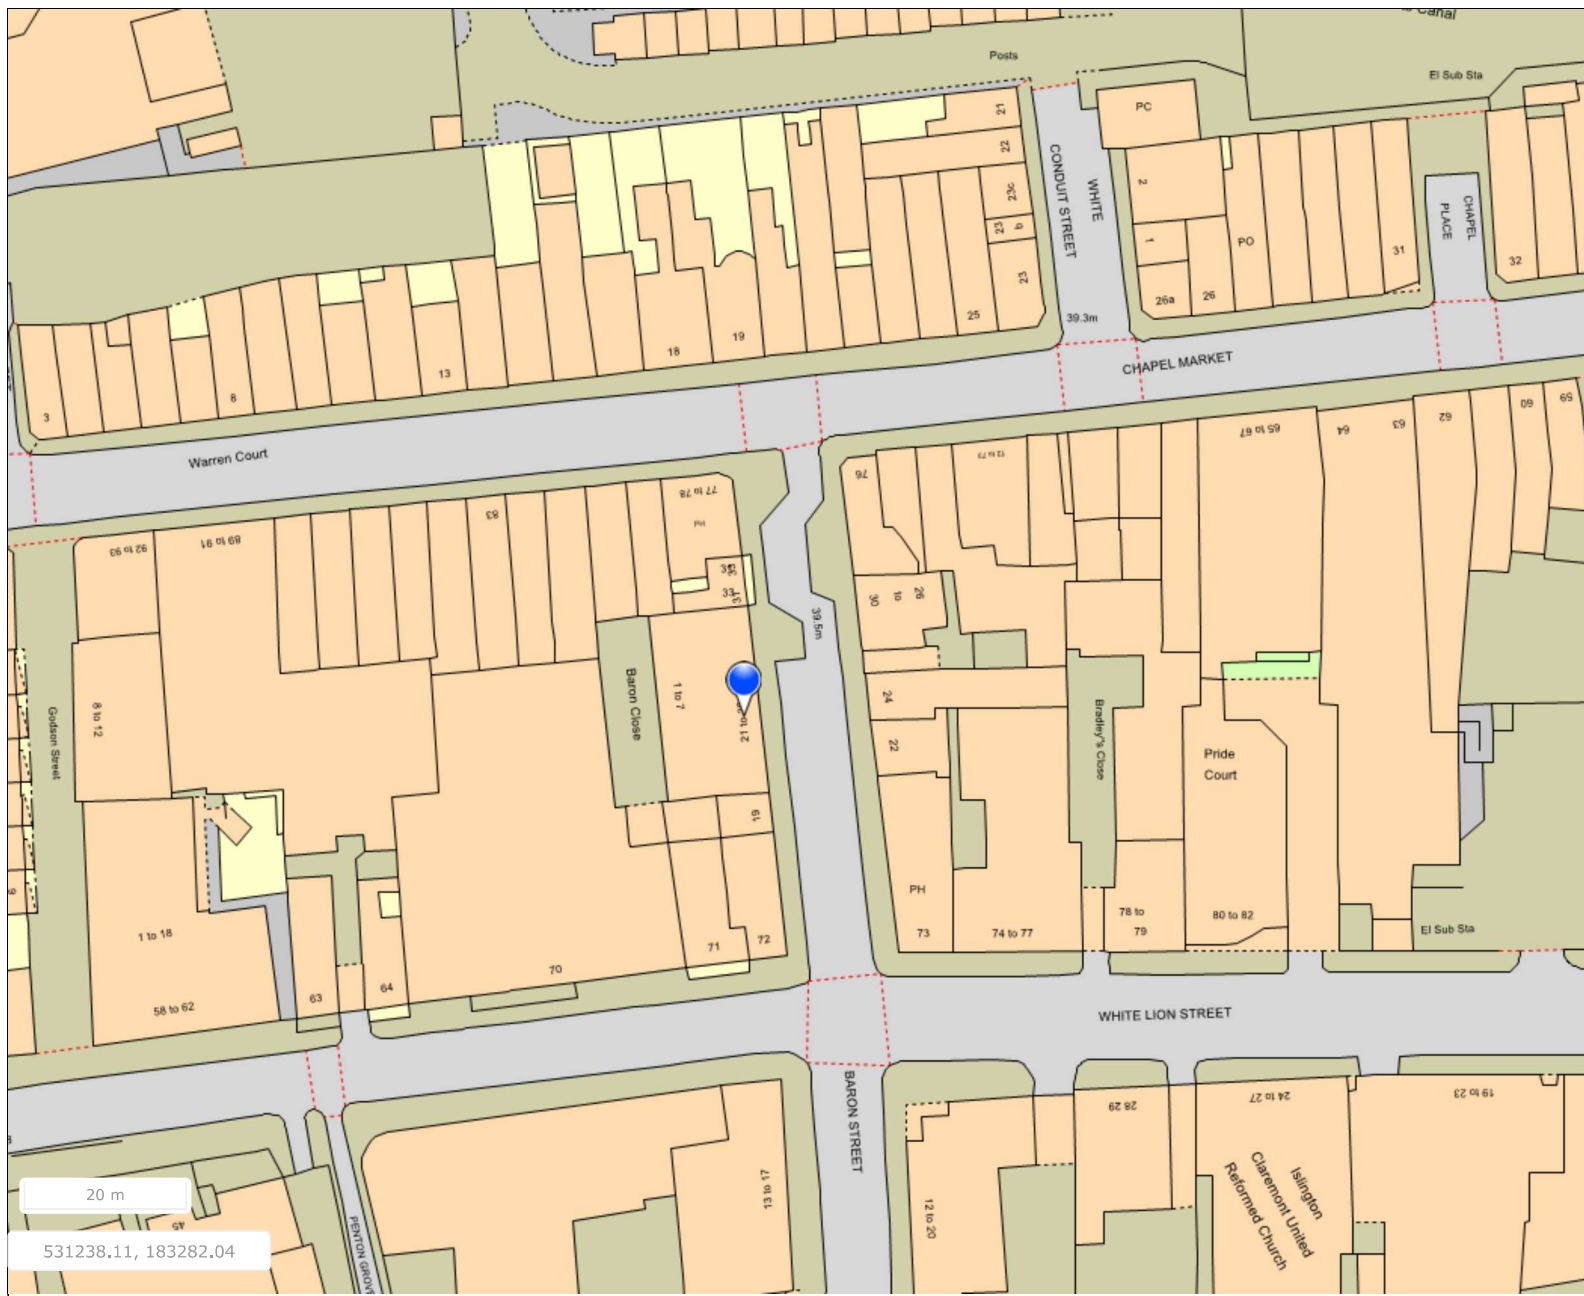 Canal
Posts
El Sub Sta
PC
21
22
23c
23
b
23
25
CONDUIT STREET
WHITE
2
1
26a
26
PO
31
CHAPEL
PLACE
32
39.3m
CHAPEL MARKET
3
8
13
18
19
Warren Court
92 to 93
89 to 91
83
77 to 78
PH
76
72 to 73
65 to 67
64
63
62
60
59
30
to
26
39.5m
24
22
Godson Street
8 to 12
Baron Close
1 to 7
19
Bradley's Close
Pride
Court
PH
73
74 to 77
78 to
79
80 to 82
El Sub Sta
1 to 18
58 to 62
63
64
70
71
72
WHITE LION STREET
BARON STREET
28 29
24 to 27
19 to 23
13 to 17
12 to 20
Islington
Claremont United
Reformed Church
45
PENTON GROVE
20 m
531238.11, 183282.04